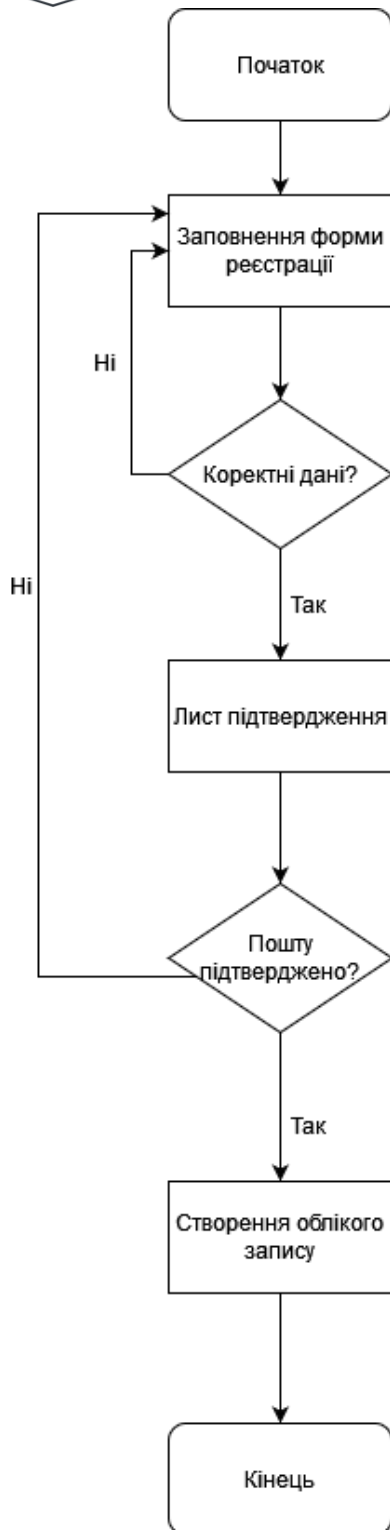 Початок
Заповнення форми
реєстрації
Ні
Коректні дані?
Ні
Так
Лист підтвердження
Пошту
підтверджено?
Так
Створення облікого
запису
Кінець